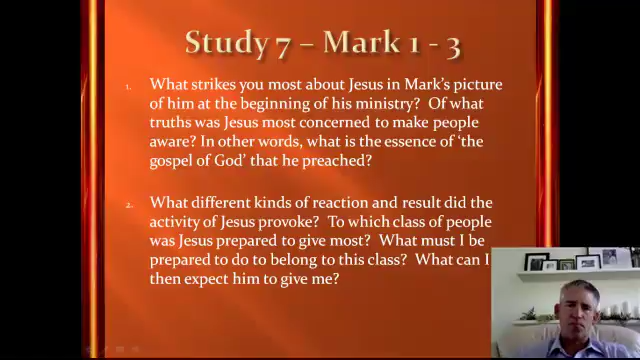 Study 7 – Mark 1 - 3
1. What strikes you most about Jesus in Mark's picture
of him at the beginning of his ministry? Of what
truths was Jesus most concerned to make people
aware? In other words, what is the essence of 'the
gospel of God' that he preached?
2. What different kinds of reaction and result did the
activity of Jesus provoke? To which class of people
was Jesus prepared to give most? What must I be
prepared to do to belong to this class? What can I
then expect him to give me?